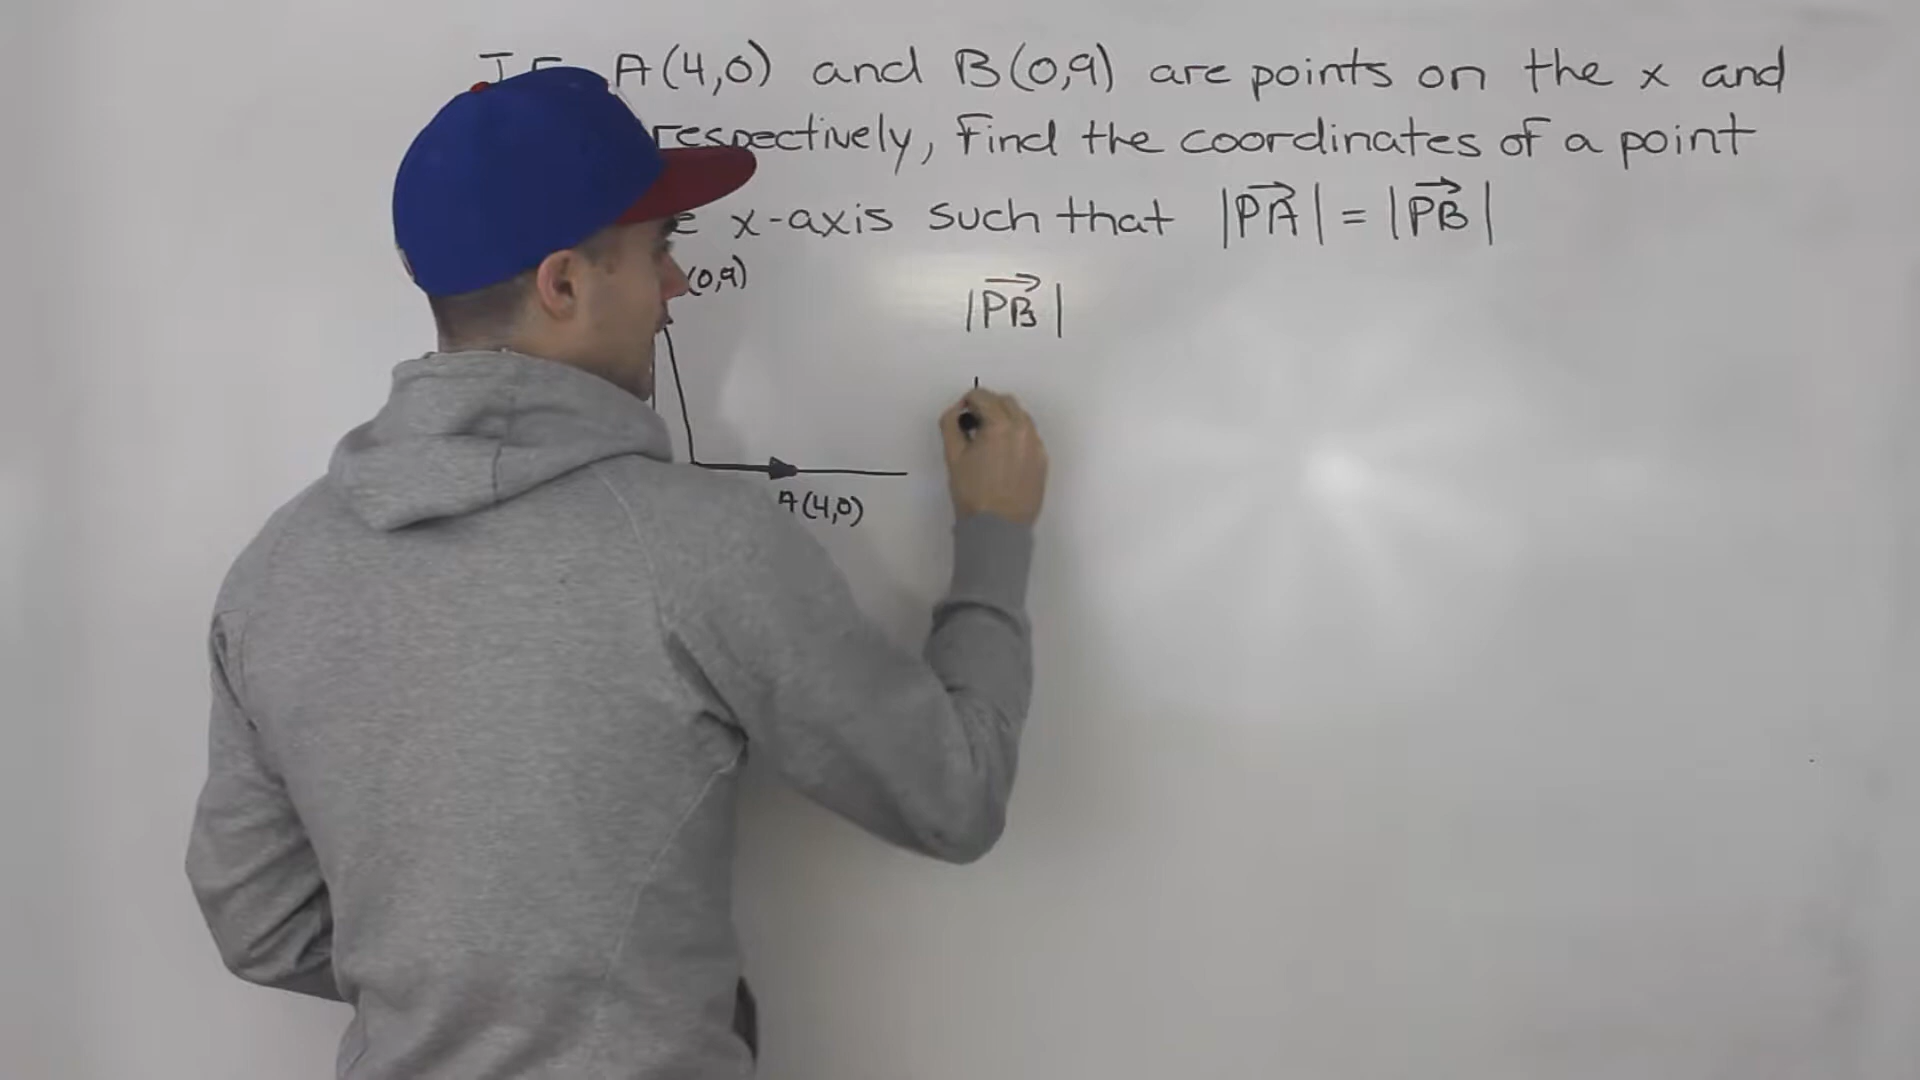 A(4,0) and B(0,9) are points on the x and
respectively, Find the coordinates of a point
x-axis such that |PA| = |PB|
(0,9)
|PB|
A(4,0)